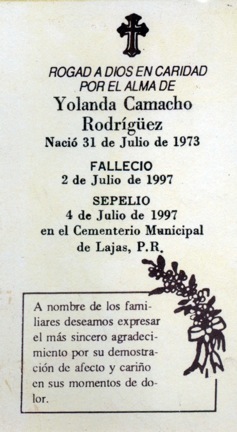 ROGAD A DIOS EN CARIDAD
POR EL ALMA DE
Yolanda Camacho
Rodrígüez
Nació 31 de Julio de 1973
FALLECIO
2 de Julio de 1997
SEPELIO
4 de Julio de 1997
en el Cementerio Municipal
de Lajas, P.R.
A nombre de los fami-
liares deseamos expresar
el más sincero agradeci-
miento por su demostra-
ción de afecto y cariño
en sus momentos de do-
lor.